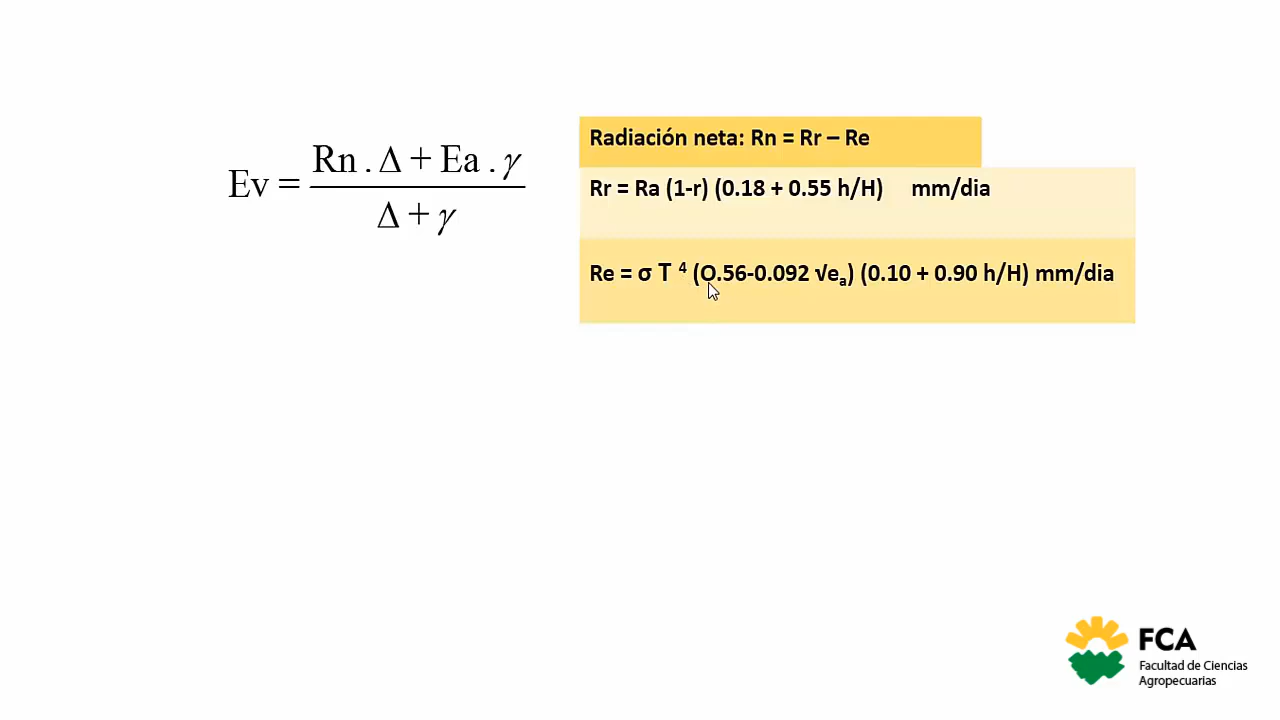 Ev = Rn . Δ + Ea . γ
Δ + γ
Radiación neta: Rn = Rr – Re
Rr = Ra (1-r) (0.18 + 0.55 h/H) mm/dia
Re = σ T ⁴ (O.56-0.092 √eₐ) (0.10 + 0.90 h/H) mm/dia
FCA
Facultad de Ciencias
Agropecuarias